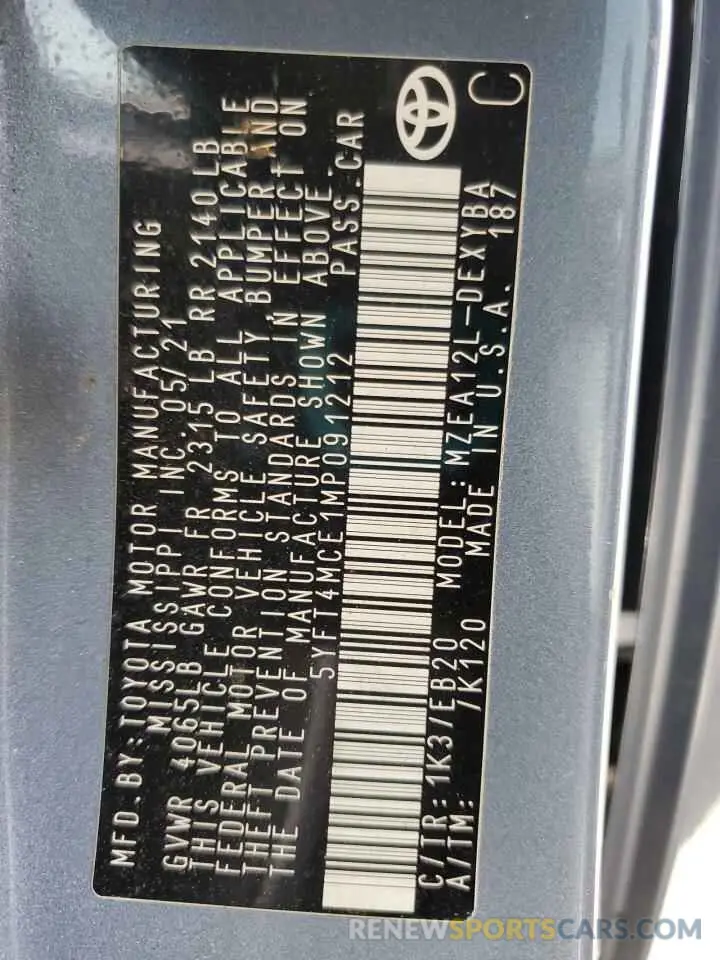 MFD.BY:TOYOTA MOTOR MANUFACTURING
MISSISSIPPI INC. 05/21
GVWR 4065LB GAWR FR 2315 LB RR 2140 LB
THIS VEHICLE CONFORMS TO ALL APPLICABLE
FEDERAL MOTOR VEHICLE SAFETY, BUMPER, AND
THEFT PREVENTION STANDARDS IN EFFECT ON
THE DATE OF MANUFACTURE SHOWN ABOVE.
5YFT4MCE1MP091212 PASS.CAR
C/TR:1K3/EB20 MODEL:MZEA12L-DEXYBA
A/TM: /K120 MADE IN U.S.A. 187
C
RENEWSPORTSCARS.COM